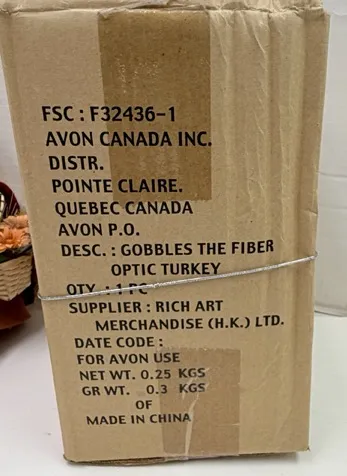 FSC : F32436-1
AVON CANADA INC.
DISTR.
POINTE CLAIRE.
QUEBEC CANADA
AVON P.O.
DESC. : GOBBLES THE FIBER
OPTIC TURKEY
QTY. : 1 PC
SUPPLIER : RICH ART
MERCHANDISE (H.K.) LTD.
DATE CODE :
FOR AVON USE
NET WT. 0.25 KGS
GR WT. 0.3 KGS
OF
MADE IN CHINA